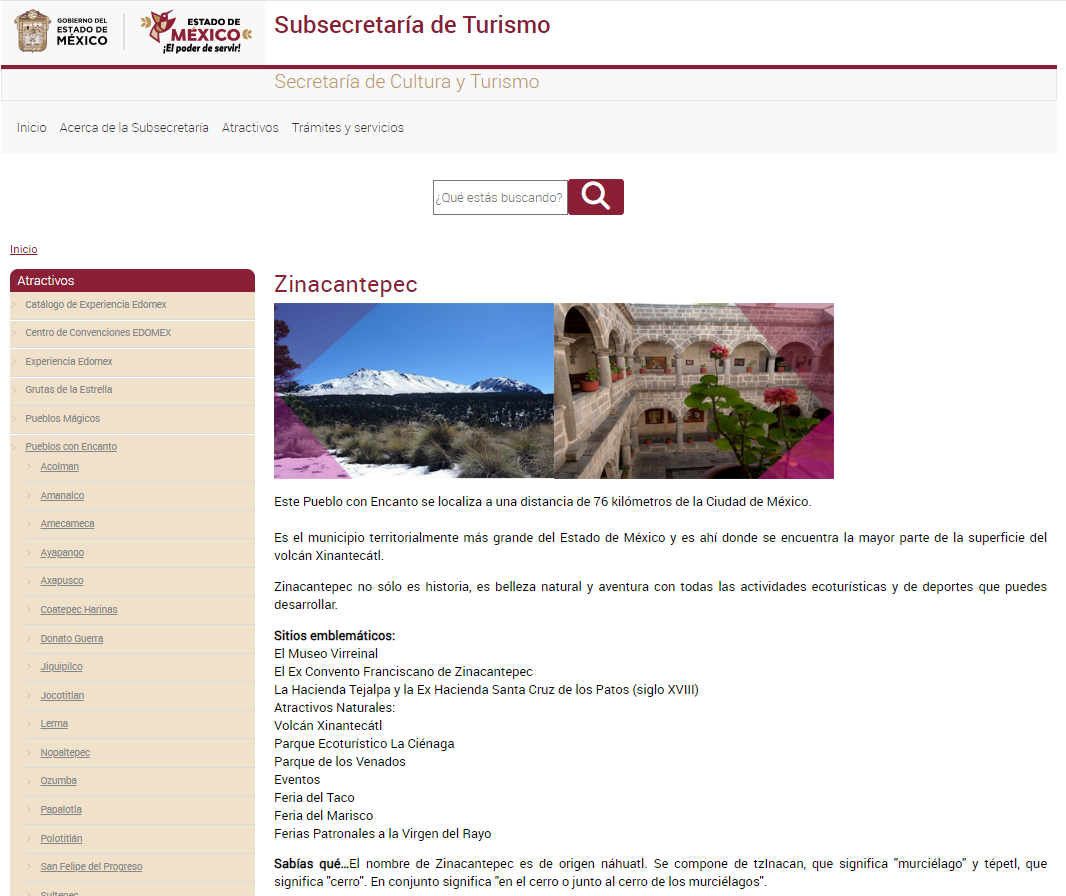 GOBIERNO DEL
ESTADO DE
MÉXICO
ESTADO DE
MÉXICO
¡El poder de servir!
Subsecretaría de Turismo
Secretaría de Cultura y Turismo
Inicio Acerca de la Subsecretaría Atractivos Trámites y servicios
¿Qué estás buscando?
Inicio
Atractivos
Catálogo de Experiencia Edomex
Centro de Convenciones EDOMEX
Experiencia Edomex
Grutas de la Estrella
Pueblos Mágicos
Pueblos con Encanto
Acolman
Amanalco
Amecameca
Ayapango
Axapusco
Coatepec Harinas
Donato Guerra
Jiquipilco
Jocotitlan
Lerma
Nopaltepec
Ozumba
Papalotla
Polotitlán
San Felipe del Progreso
Sultepec
Zinacantepec
Este Pueblo con Encanto se localiza a una distancia de 76 kilómetros de la Ciudad de México.
Es el municipio territorialmente más grande del Estado de México y es ahí donde se encuentra la mayor parte de la superficie del
volcán Xinantecátl.
Zinacantepec no sólo es historia, es belleza natural y aventura con todas las actividades ecoturísticas y de deportes que puedes
desarrollar.
Sitios emblemáticos:
El Museo Virreinal
El Ex Convento Franciscano de Zinacantepec
La Hacienda Tejalpa y la Ex Hacienda Santa Cruz de los Patos (siglo XVIII)
Atractivos Naturales:
Volcán Xinantecátl
Parque Ecoturístico La Ciénaga
Parque de los Venados
Eventos
Feria del Taco
Feria del Marisco
Ferias Patronales a la Virgen del Rayo
Sabías qué...El nombre de Zinacantepec es de origen náhuatl. Se compone de tzInacan, que significa "murciélago” y tépetl, que
significa "cerro". En conjunto significa ”en el cerro o junto al cerro de los murciélagos".